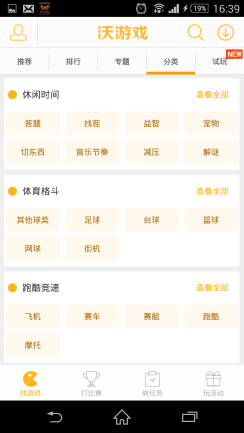 19% 16:39
沃游戏
推荐 排行 专题 分类 试玩 NEW
休闲时间 查看全部
答题 找茬 益智 宠物
切东西 音乐节奏 减压 解谜
体育格斗 查看全部
其他球类 足球 台球 篮球
网球 街机
跑酷竞速 查看全部
飞机 赛车 赛艇 跑酷
摩托
找游戏 打比赛 做任务 玩活动